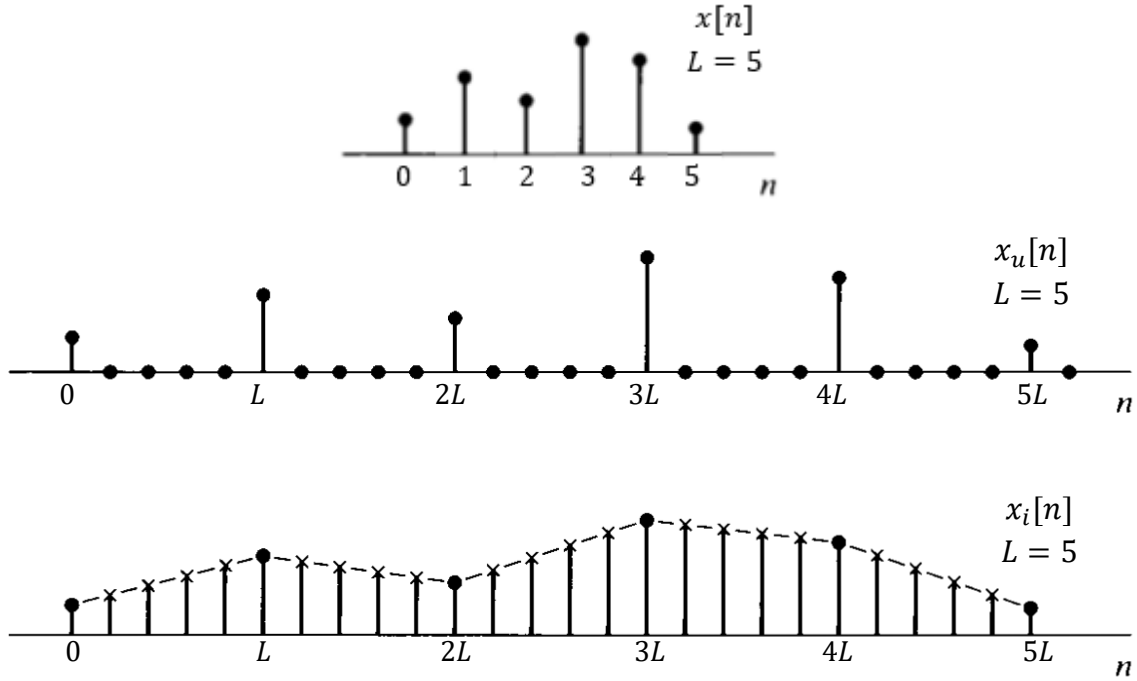 x[n]
L = 5
0 1 2 3 4 5 n
x_u[n]
L = 5
0 L 2L 3L 4L 5L n
x_i[n]
L = 5
0 L 2L 3L 4L 5L n